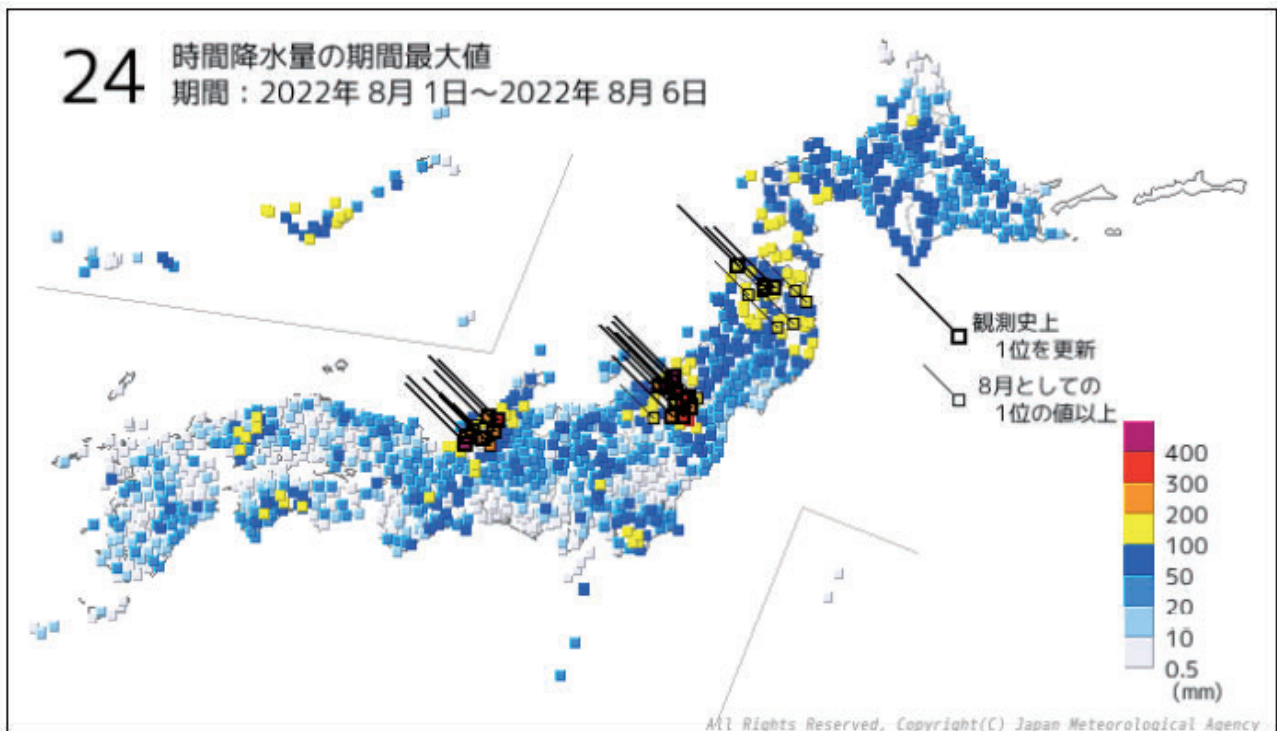 24 時間降水量の期間最大値
期間：2022年 8月 1日～2022年 8月 6日
観測史上
1位を更新
8月としての
1位の値以上
400
300
200
100
50
20
10
0.5
(mm)
All Rights Reserved, Copyright(C) Japan Meteorological Agency